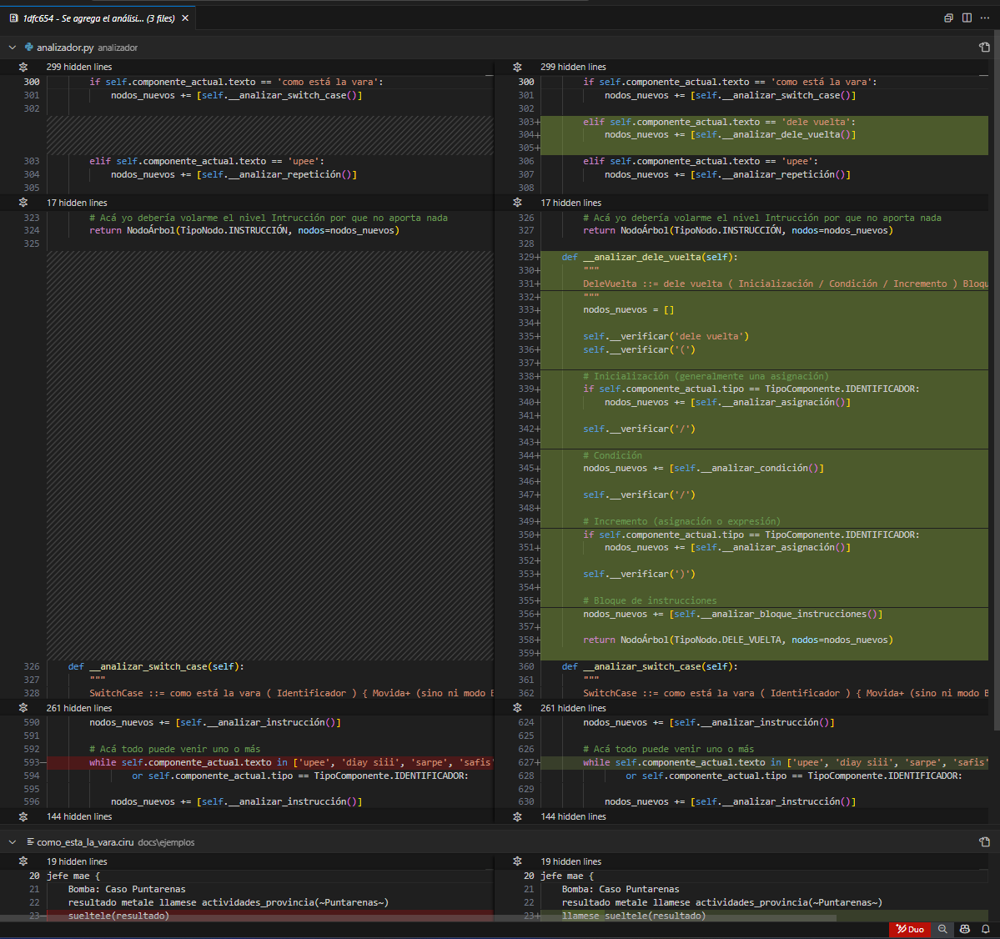 1dfc654 - Se agrega el análisi... (3 files)
analizador.py analizador
299 hidden lines
300 if self.componente_actual.texto == 'como está la vara':
301 nodos_nuevos += [self.__analizar_switch_case()]
302
303 elif self.componente_actual.texto == 'upee':
304 nodos_nuevos += [self.__analizar_repetición()]
305
17 hidden lines
323 # Acá yo debería volarme el nivel Intrucción por que no aporta nada
324 return NodoÁrbol(TipoNodo.INSTRUCCIÓN, nodos=nodos_nuevos)
325
326 def __analizar_switch_case(self):
327 """
328 SwitchCase ::= como está la vara ( Identificador ) { Movida+ (sino ni modo B
261 hidden lines
590 nodos_nuevos += [self.__analizar_instrucción()]
591
592 # Acá todo puede venir uno o más
593— while self.componente_actual.texto in ['upee', 'diay siii', 'sarpe', 'safis'
594 or self.componente_actual.tipo == TipoComponente.IDENTIFICADOR:
595
596 nodos_nuevos += [self.__analizar_instrucción()]
144 hidden lines
299 hidden lines
300 if self.componente_actual.texto == 'como está la vara':
301 nodos_nuevos += [self.__analizar_switch_case()]
302
303+ elif self.componente_actual.texto == 'dele vuelta':
304+ nodos_nuevos += [self.__analizar_dele_vuelta()]
305+
306 elif self.componente_actual.texto == 'upee':
307 nodos_nuevos += [self.__analizar_repetición()]
308
17 hidden lines
326 # Acá yo debería volarme el nivel Intrucción por que no aporta nada
327 return NodoÁrbol(TipoNodo.INSTRUCCIÓN, nodos=nodos_nuevos)
328
329+ def __analizar_dele_vuelta(self):
330+ """
331+ DeleVuelta ::= dele vuelta ( Inicialización / Condición / Incremento ) Bloqu
332+ """
333+ nodos_nuevos = []
334+
335+ self.__verificar('dele vuelta')
336+ self.__verificar('(')
337+
338+ # Inicialización (generalmente una asignación)
339+ if self.componente_actual.tipo == TipoComponente.IDENTIFICADOR:
340+ nodos_nuevos += [self.__analizar_asignación()]
341+
342+ self.__verificar('/')
343+
344+ # Condición
345+ nodos_nuevos += [self.__analizar_condición()]
346+
347+ self.__verificar('/')
348+
349+ # Incremento (asignación o expresión)
350+ if self.componente_actual.tipo == TipoComponente.IDENTIFICADOR:
351+ nodos_nuevos += [self.__analizar_asignación()]
352+
353+ self.__verificar(')')
354+
355+ # Bloque de instrucciones
356+ nodos_nuevos += [self.__analizar_bloque_instrucciones()]
357+
358+ return NodoÁrbol(TipoNodo.DELE_VUELTA, nodos=nodos_nuevos)
359+
360 def __analizar_switch_case(self):
361 """
362 SwitchCase ::= como está la vara ( Identificador ) { Movida+ (sino ni modo B
261 hidden lines
624 nodos_nuevos += [self.__analizar_instrucción()]
625
626 # Acá todo puede venir uno o más
627+ while self.componente_actual.texto in ['upee', 'diay siii', 'sarpe', 'safis'
628 or self.componente_actual.tipo == TipoComponente.IDENTIFICADOR:
629
630 nodos_nuevos += [self.__analizar_instrucción()]
144 hidden lines
como_esta_la_vara.ciru docs\ejemplos
19 hidden lines
20 jefe mae {
21 Bomba: Caso Puntarenas
22 resultado metale llamese actividades_provincia(~Puntarenas~)
23— sueltele(resultado)
19 hidden lines
20 jefe mae {
21 Bomba: Caso Puntarenas
22 resultado metale llamese actividades_provincia(~Puntarenas~)
23+ llamese sueltele(resultado)
Duo